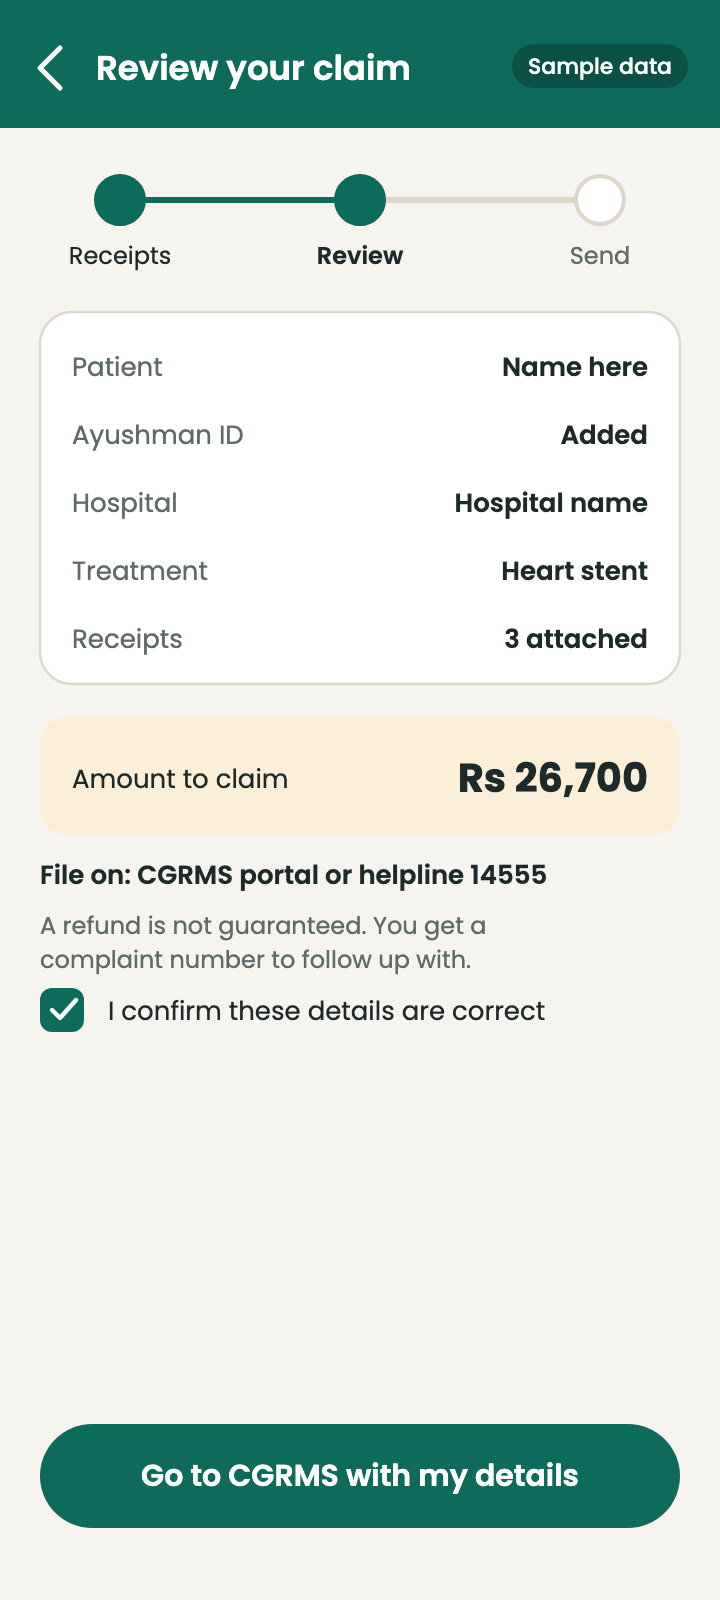 Review your claim
Sample data
Receipts
Review
Send
Patient Name here
Ayushman ID Added
Hospital Hospital name
Treatment Heart stent
Receipts 3 attached
Amount to claim Rs 26,700
File on: CGRMS portal or helpline 14555
A refund is not guaranteed. You get a
complaint number to follow up with.
I confirm these details are correct
Go to CGRMS with my details